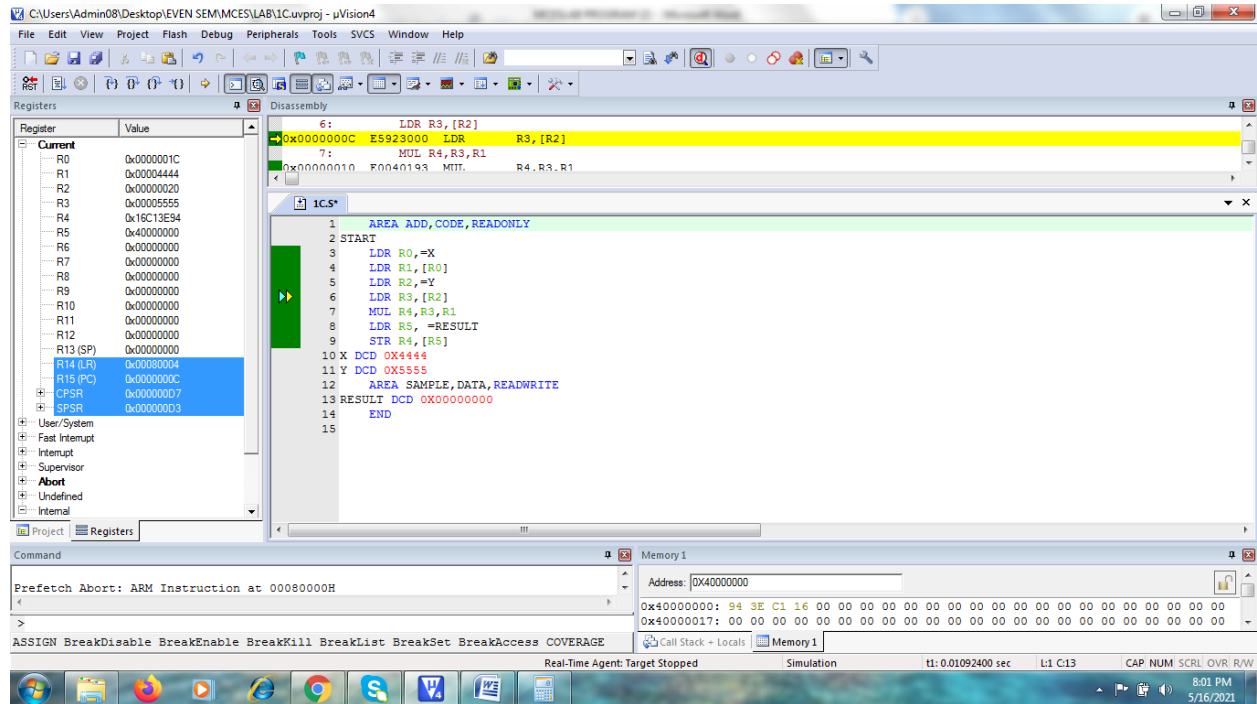 C:\Users\Admin08\Desktop\EVEN SEM\MCES\LAB\1C.uvproj - µVision4
File Edit View Project Flash Debug Peripherals Tools SVCS Window Help
Registers
Register Value
Current
R0 0x0000001C
R1 0x00004444
R2 0x00000020
R3 0x00005555
R4 0x16C13E94
R5 0x40000000
R6 0x00000000
R7 0x00000000
R8 0x00000000
R9 0x00000000
R10 0x00000000
R11 0x00000000
R12 0x00000000
R13 (SP) 0x00000000
R14 (LR) 0x00080004
R15 (PC) 0x0000000C
CPSR 0x000000D7
SPSR 0x000000D3
User/System
Fast Interrupt
Interrupt
Supervisor
Abort
Undefined
Internal
Project Registers
Disassembly
6: LDR R3,[R2]
0x0000000C E5923000 LDR R3,[R2]
7: MUL R4,R3,R1
0x00000010 E0040193 MUL R4,R3,R1
1C.S*
1 AREA ADD,CODE,READONLY
2 START
3 LDR R0,=X
4 LDR R1,[R0]
5 LDR R2,=Y
6 LDR R3,[R2]
7 MUL R4,R3,R1
8 LDR R5, =RESULT
9 STR R4,[R5]
10 X DCD 0X4444
11 Y DCD 0X5555
12 AREA SAMPLE,DATA,READWRITE
13 RESULT DCD 0X00000000
14 END
15
Command
Prefetch Abort: ARM Instruction at 00080000H
>
ASSIGN BreakDisable BreakEnable BreakKill BreakList BreakSet BreakAccess COVERAGE
Memory 1
Address: 0X40000000
0x40000000: 94 3E C1 16 00 00 00 00 00 00 00 00 00 00 00 00 00 00 00 00 00 00 00
0x40000017: 00 00 00 00 00 00 00 00 00 00 00 00 00 00 00 00 00 00 00 00 00 00 00
Call Stack + Locals Memory 1
Real-Time Agent: Target Stopped Simulation t1: 0.01092400 sec L:1 C:13 CAP NUM SCRL OVR R/W
8:01 PM
5/16/2021